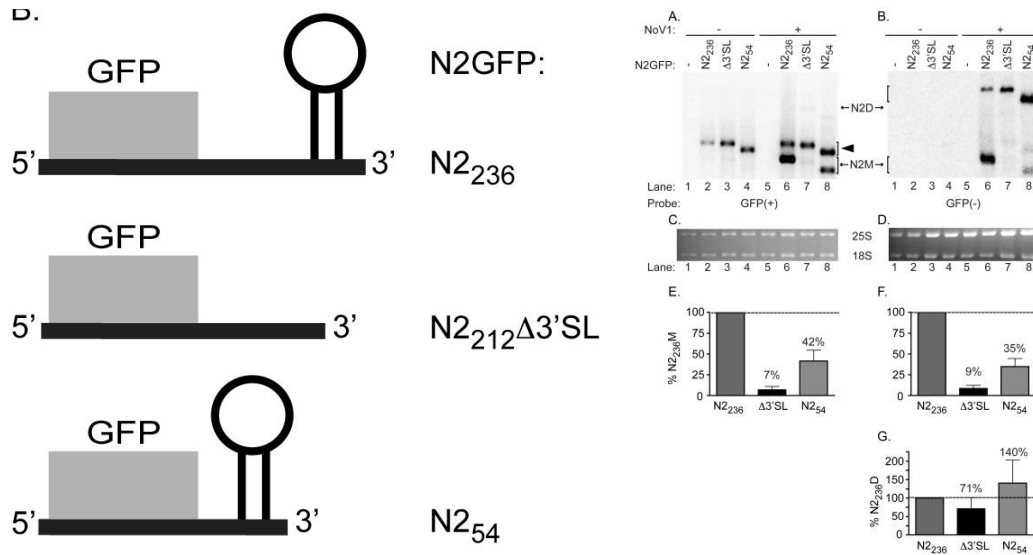 B.
GFP
N2GFP:
5'
3'
N2236
GFP
5'
3'
N2212Δ3'SL
GFP
5'
3'
N254
A.
NoV1:
-
+
N2GFP:
-
N2236
Δ3'SL
N254
-
N2236
Δ3'SL
N254
Lane:
1 2 3 4 5 6 7 8
Probe:
GFP(+)
B.
-
+
-
N2236
Δ3'SL
N254
-
N2236
Δ3'SL
N254
←N2D→
←N2M→
1 2 3 4 5 6 7 8
GFP(-)
C.
Lane:
1 2 3 4 5 6 7 8
D.
25S
18S
1 2 3 4 5 6 7 8
E.
% N2236M
100
75
50
25
0
7%
42%
N2236 Δ3'SL N254
F.
100
75
50
25
0
9%
35%
N2236 Δ3'SL N254
G.
% N2236D
200
150
100
50
0
71%
140%
N2236 Δ3'SL N254